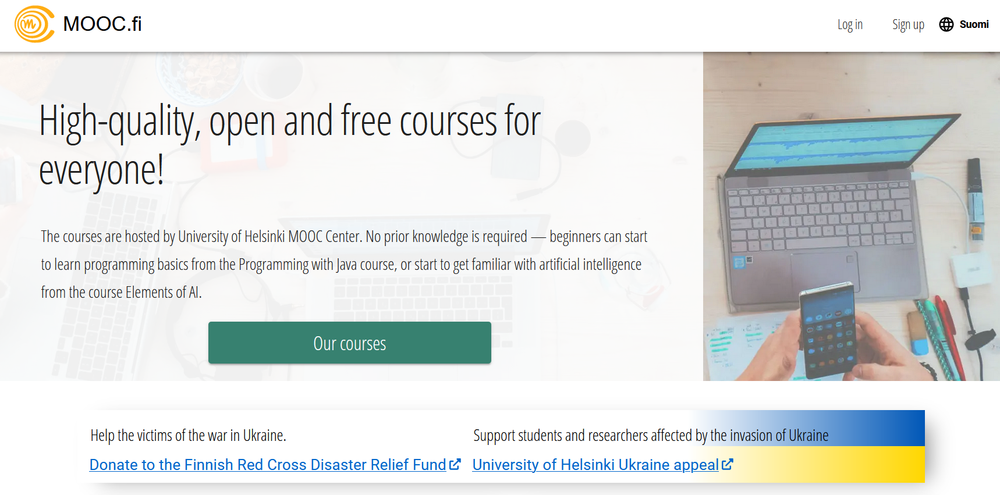 MOOC.fi
Log in
Sign up
Suomi
High-quality, open and free courses for
everyone!
The courses are hosted by University of Helsinki MOOC Center. No prior knowledge is required — beginners can start
to learn programming basics from the Programming with Java course, or start to get familiar with artificial intelligence
from the course Elements of AI.
Our courses
Help the victims of the war in Ukraine.
Donate to the Finnish Red Cross Disaster Relief Fund
Support students and researchers affected by the invasion of Ukraine
University of Helsinki Ukraine appeal